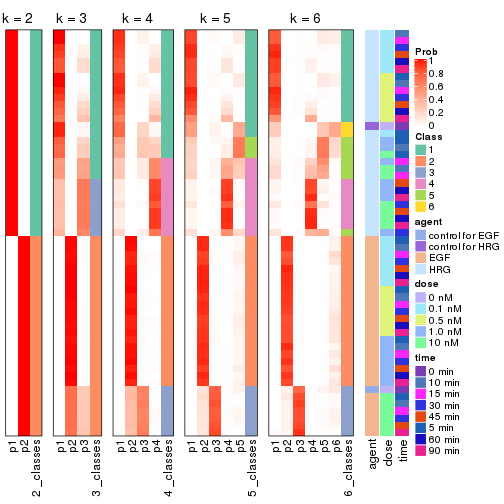 k = 2 k = 3 k = 4 k = 5 k = 6
Prob
1
0.8
0.6
0.4
0.2
0
Class
1
2
3
4
5
6
agent
control for EGF
control for HRG
EGF
HRG
dose
0 nM
0.1 nM
0.5 nM
1.0 nM
10 nM
time
0 min
10 min
15 min
30 min
45 min
5 min
60 min
90 min
p1
p2
2_classes
p1
p2
p3
3_classes
p1
p2
p3
p4
4_classes
p1
p2
p3
p4
p5
5_classes
p1
p2
p3
p4
p5
p6
6_classes
agent
dose
time